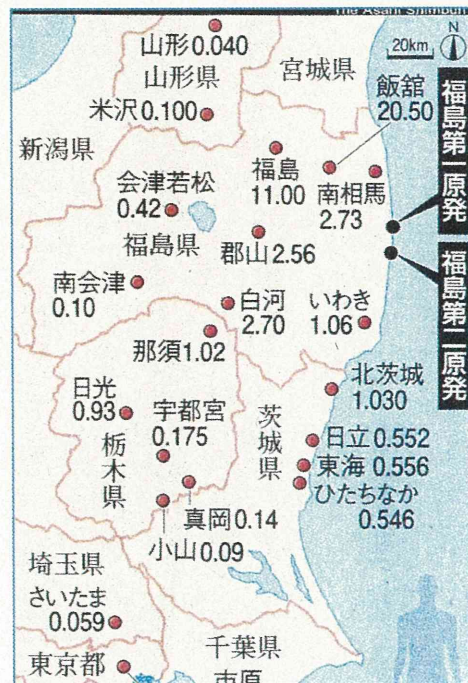 The Asahi Shimbun
山形0.040
山形県
宮城県
20km
N
米沢0.100
飯舘
20.50
新潟県
福島
11.00
南相馬
2.73
会津若松
0.42
福島県
郡山2.56
福島第一原発
福島第二原発
南会津
0.10
白河
2.70
いわき
1.06
那須1.02
日光
0.93
宇都宮
0.175
栃木県
茨城県
北茨城
1.030
日立0.552
東海0.556
ひたちなか
0.546
真岡0.14
小山0.09
埼玉県
さいたま
0.059
千葉県
市原
東京都